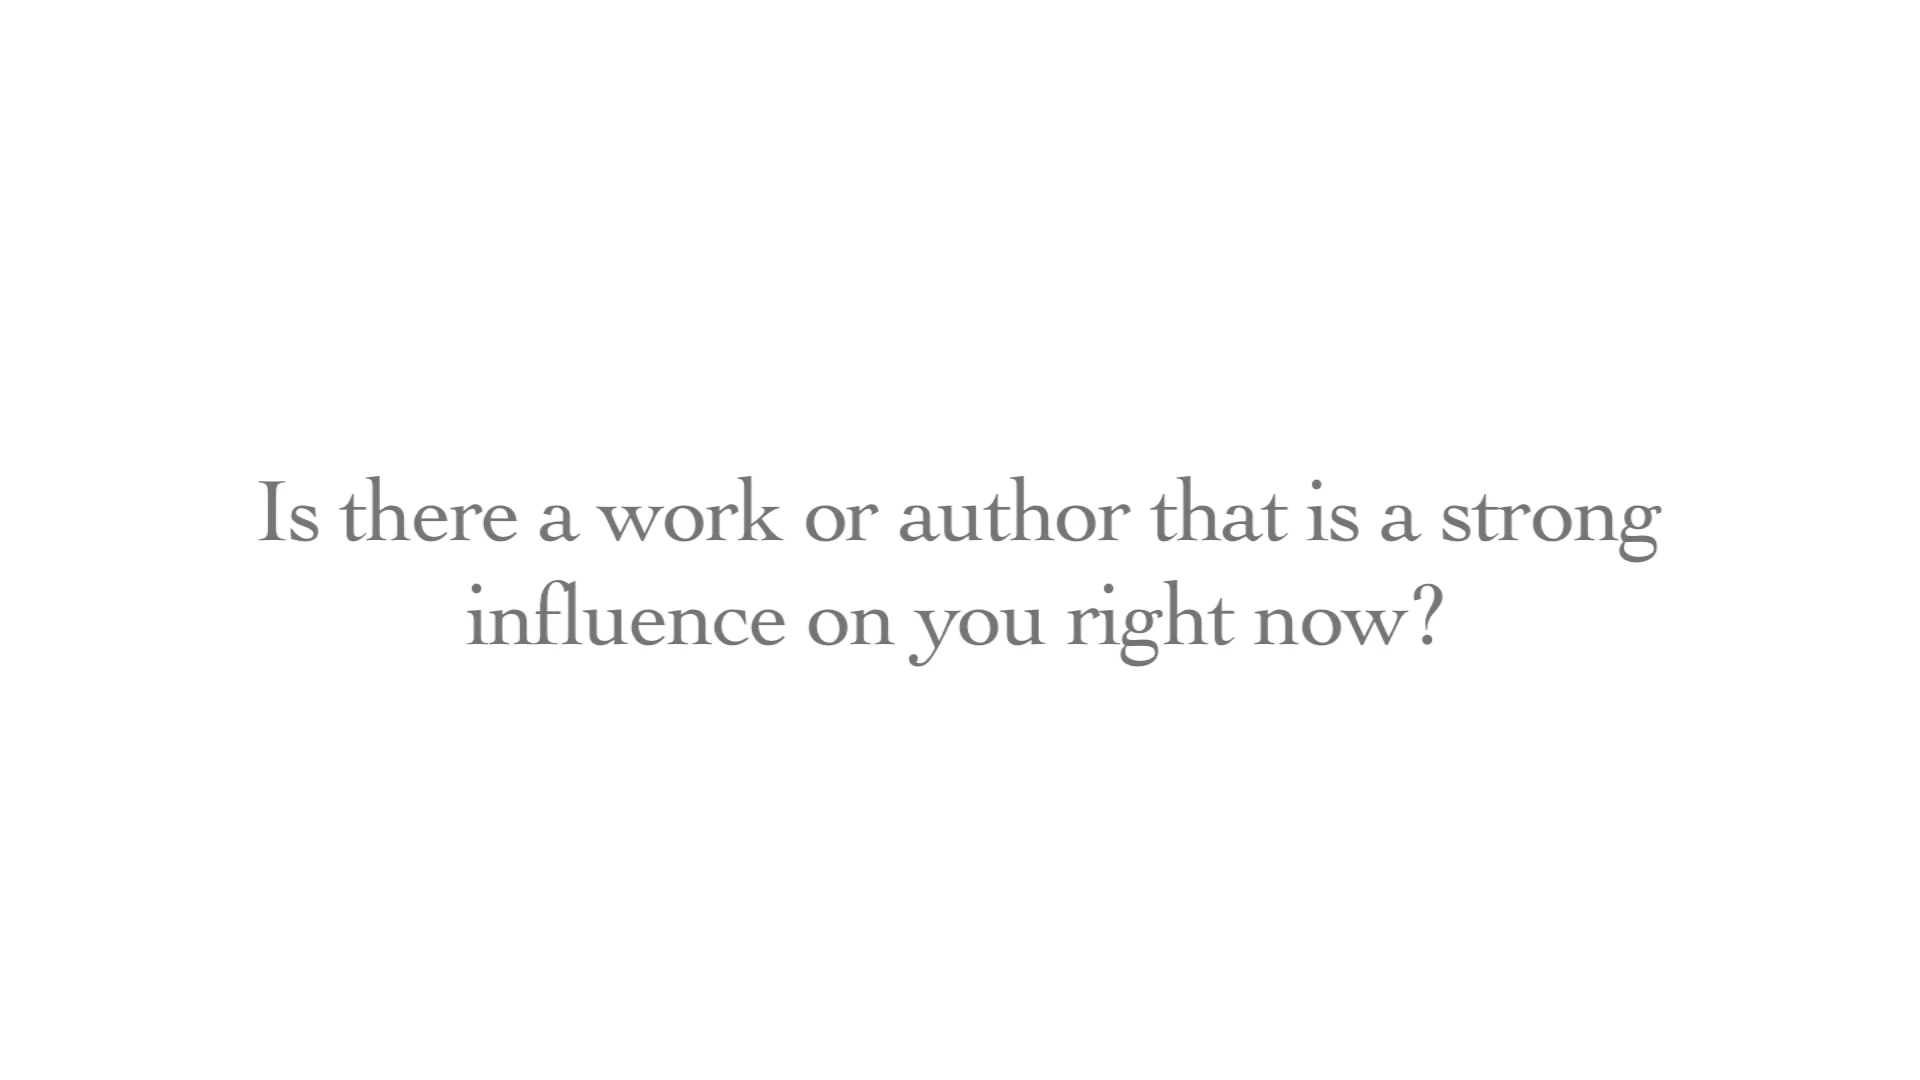 Is there a work or author that is a strong
influence on you right now?